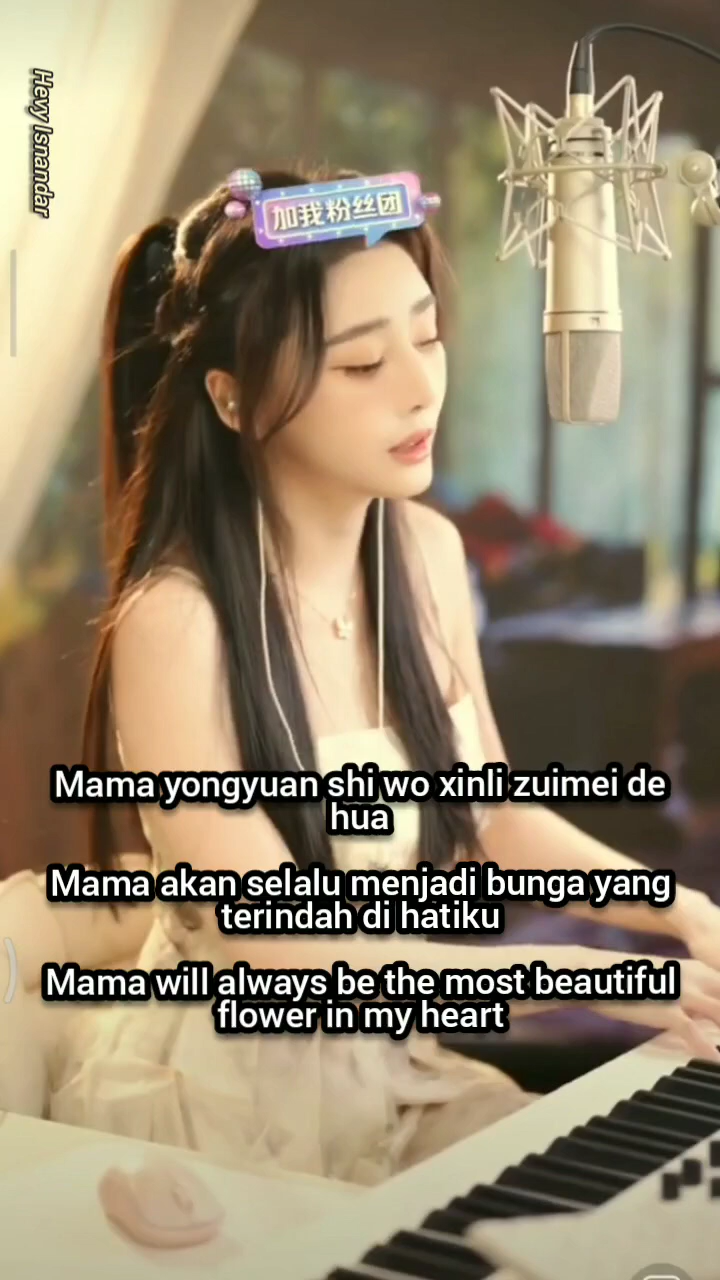 Hevy Isnandar
加我粉丝团
Mama yongyuan shi wo xinli zuimei de
hua
Mama akan selalu menjadi bunga yang
terindah di hatiku
Mama will always be the most beautiful
flower in my heart